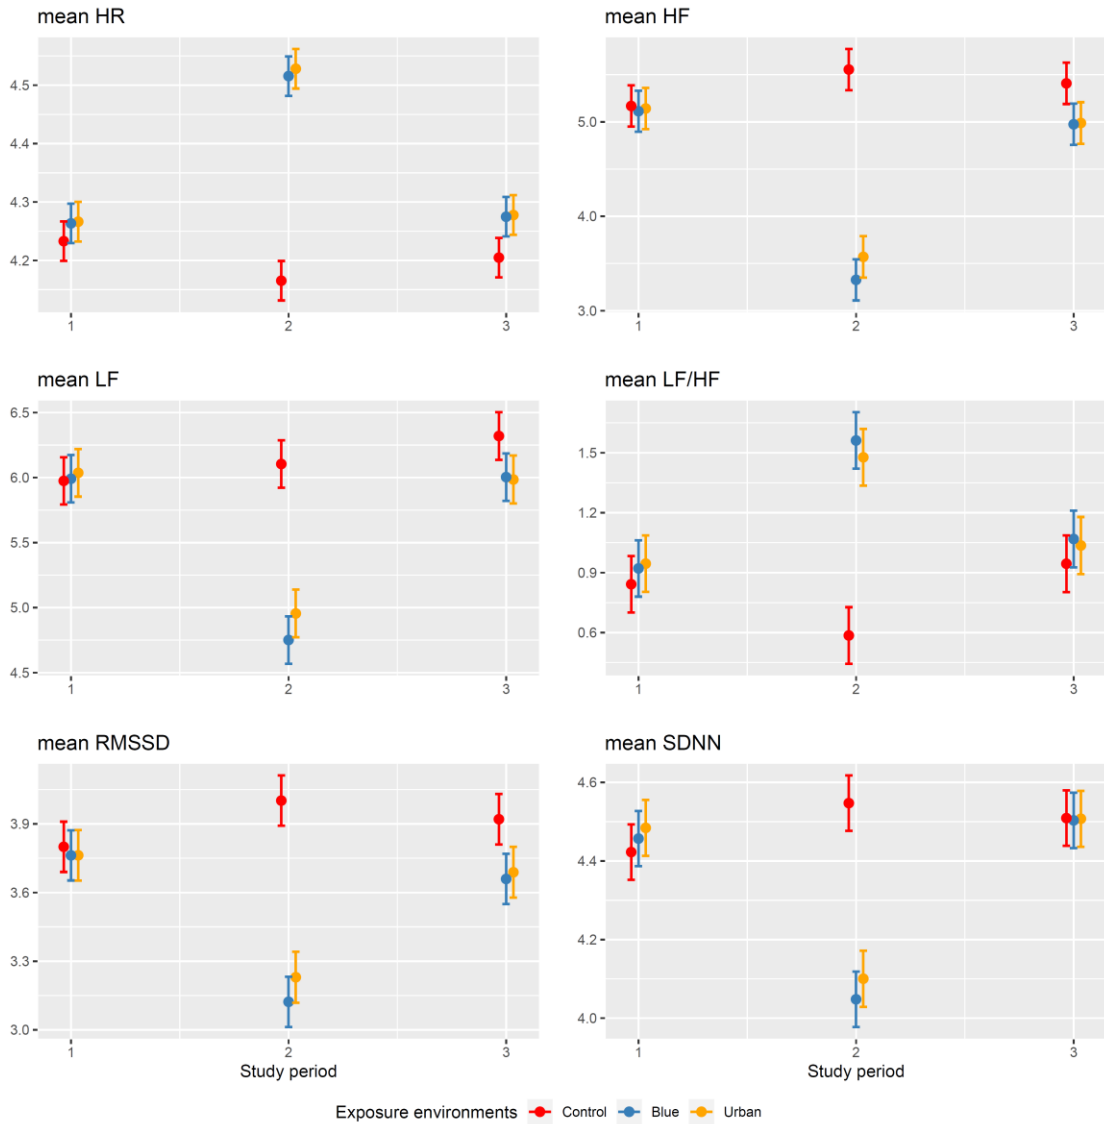 mean HR
4.5
4.4
4.3
4.2
1 2 3
mean HF
5.0
4.0
3.0
1 2 3
mean LF
6.5
6.0
5.5
5.0
4.5
1 2 3
mean LF/HF
1.5
1.2
0.9
0.6
1 2 3
mean RMSSD
3.9
3.6
3.3
3.0
1 2 3
Study period
mean SDNN
4.6
4.4
4.2
4.0
1 2 3
Study period
Exposure environments Control Blue Urban